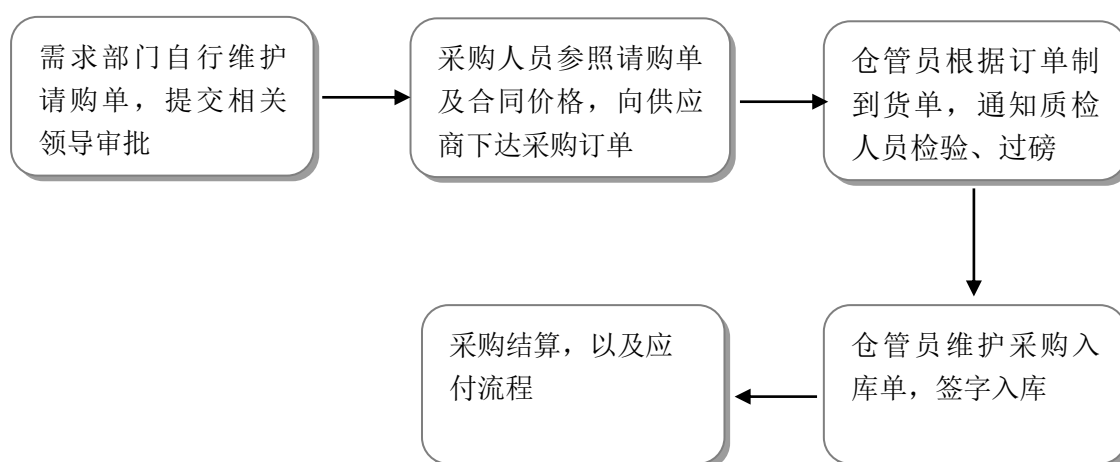 需求部门自行维护
请购单，提交相关
领导审批
采购人员参照请购单
及合同价格，向供应
商下达采购订单
仓管员根据订单制
到货单，通知质检
人员检验、过磅
仓管员维护采购入
库单，签字入库
采购结算，以及应
付流程